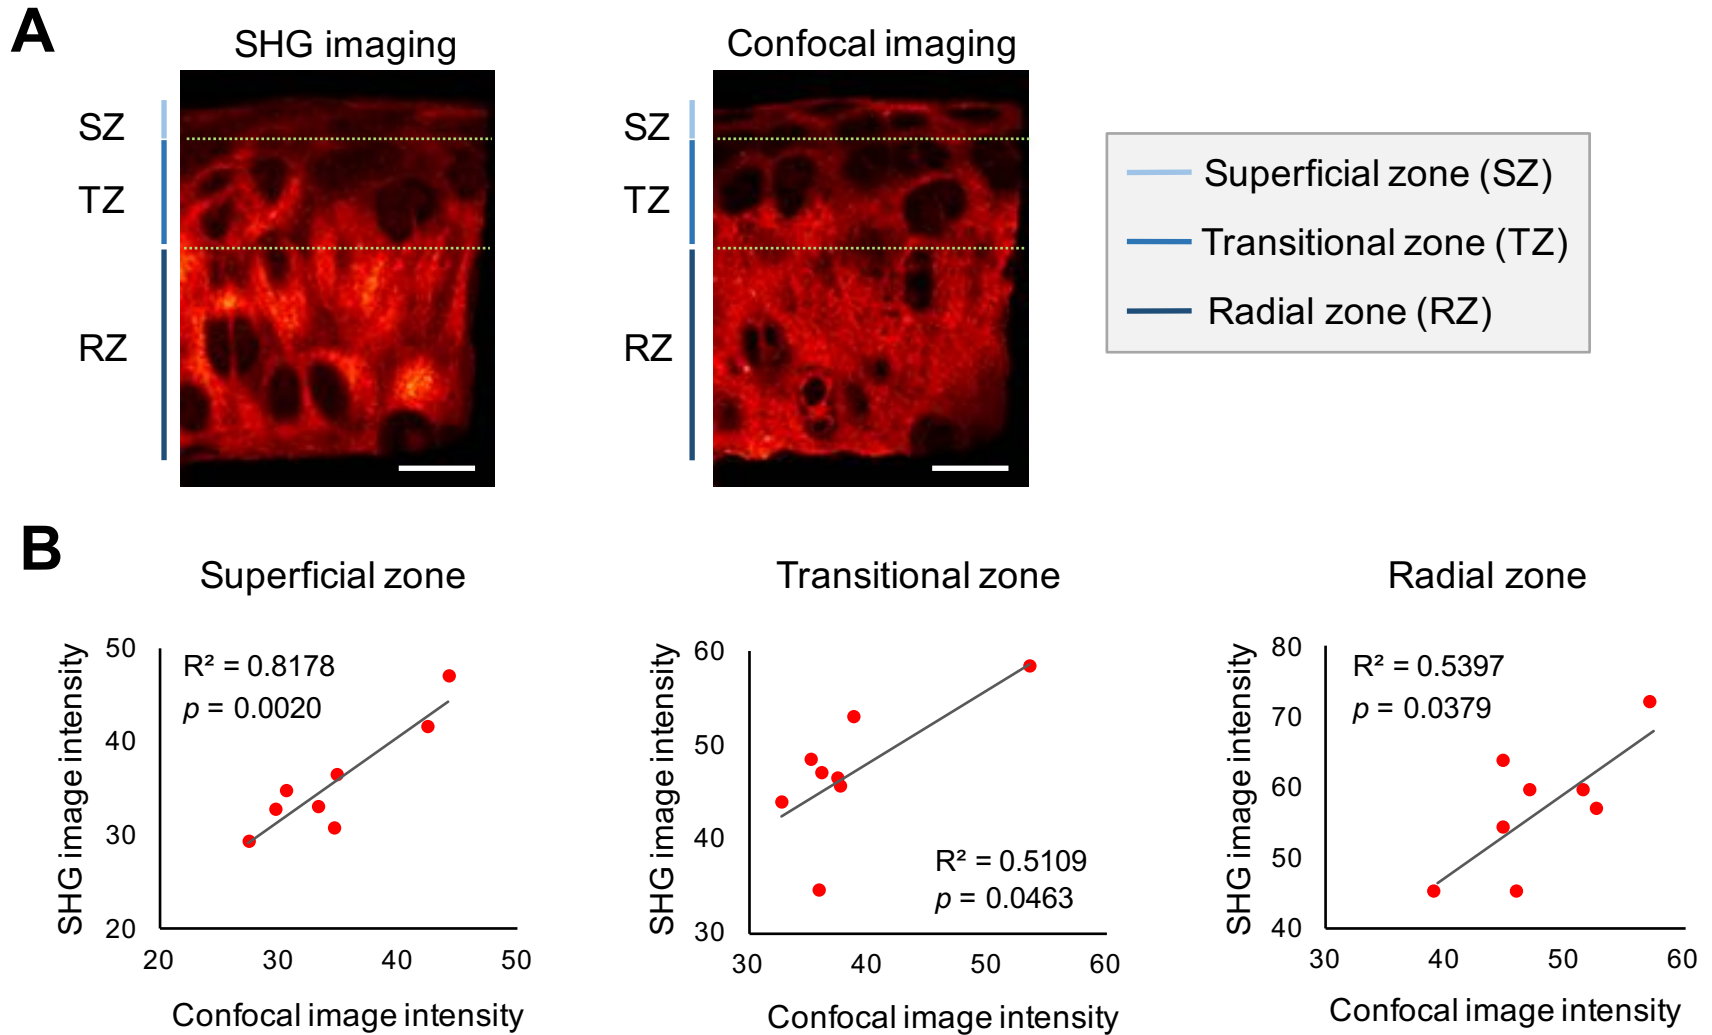 A
SHG imaging
Confocal imaging
SZ
TZ
RZ
SZ
TZ
RZ
Superficial zone (SZ)
Transitional zone (TZ)
Radial zone (RZ)
B
Superficial zone
SHG image intensity
50
40
30
20
R² = 0.8178
p = 0.0020
20 30 40 50
Confocal image intensity
Transitional zone
SHG image intensity
60
50
40
30
R² = 0.5109
p = 0.0463
30 40 50 60
Confocal image intensity
Radial zone
SHG image intensity
80
70
60
50
40
R² = 0.5397
p = 0.0379
30 40 50 60
Confocal image intensity